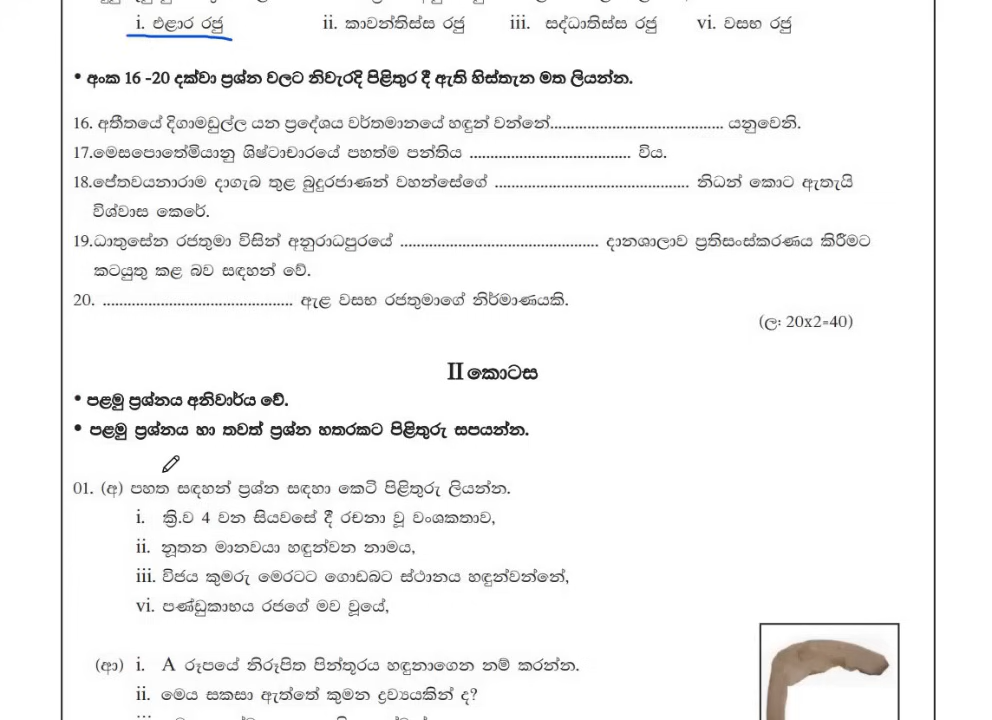 i. එළාර රජු ii. කාවන්තිස්ස රජු iii. සද්ධාතිස්ස රජු vi. වසභ රජු
• අංක 16 -20 දක්වා ප්‍රශ්න වලට නිවැරදි පිළිතුර දී ඇති හිස්තැන මත ලියන්න.
16. අතීතයේ දිගාමඩුල්ල යන ප්‍රදේශය වර්තමානයේ හඳුන් වන්නේ.......................................... යනුවෙනි.
17.මෙසපොතේමියානු ශිෂ්ටාචාරයේ පහත්ම පන්තිය ....................................... විය.
18.ජේතවයනාරාම දාගැබ තුළ බුදුරජාණන් වහන්සේගේ ............................................... නිධන් කොට ඇතැයි
විශ්වාස කෙරේ.
19.ධාතුසේන රජතුමා විසින් අනුරාධපුරයේ ................................................ දානශාලාව ප්‍රතිසංස්කරණය කිරීමට
කටයුතු කළ බව සඳහන් වේ.
20. .............................................. ඇළ වසභ රජතුමාගේ නිර්මාණයකි.
(ල: 20x2=40)
II කොටස
• පළමු ප්‍රශ්නය අනිවාර්ය වේ.
• පළමු ප්‍රශ්නය හා තවත් ප්‍රශ්න හතරකට පිළිතුරු සපයන්න.
01. (අ) පහත සඳහන් ප්‍රශ්න සඳහා කෙටි පිළිතුරු ලියන්න.
i. ක්‍රි.ව 4 වන සියවසේ දී රචනා වූ වංශකතාව,
ii. නූතන මානවයා හඳුන්වන නාමය,
iii. විජය කුමරු මෙරටට ගොඩබට ස්ථානය හඳුන්වන්නේ,
vi. පණ්ඩුකාභය රජගේ මව වූයේ,
(ආ) i. A රූපයේ නිරූපිත පින්තූරය හඳුනාගෙන නම් කරන්න.
ii. මෙය සකසා ඇත්තේ කුමන ද්‍රව්‍යයකින් ද?